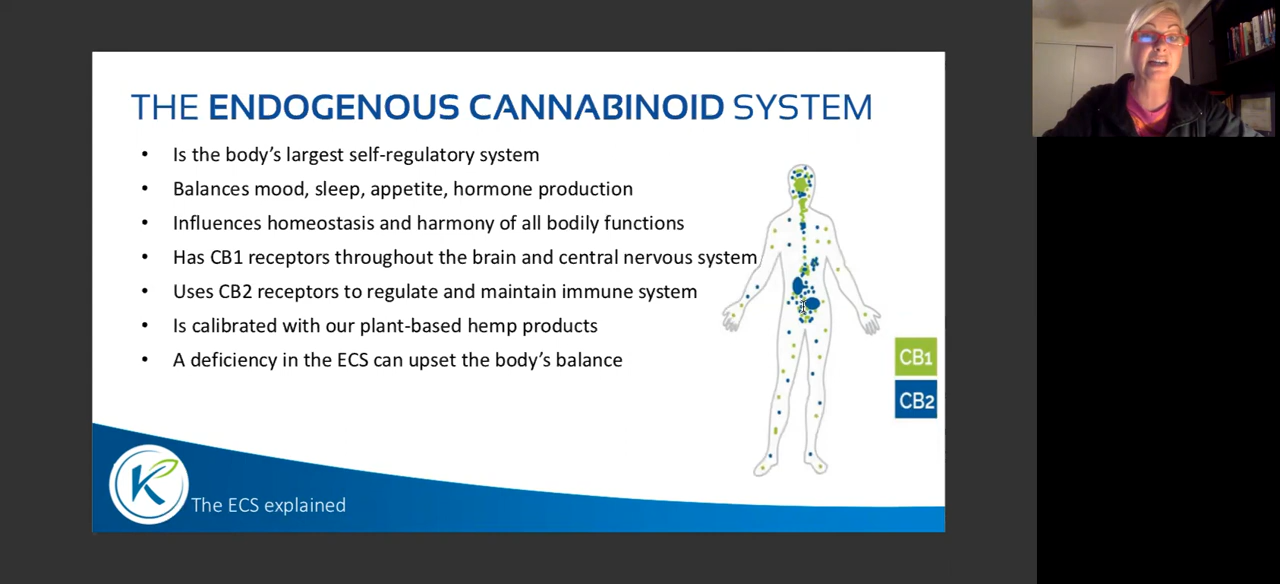 THE ENDOGENOUS CANNABINOID SYSTEM
• Is the body’s largest self-regulatory system
• Balances mood, sleep, appetite, hormone production
• Influences homeostasis and harmony of all bodily functions
• Has CB1 receptors throughout the brain and central nervous system
• Uses CB2 receptors to regulate and maintain immune system
• Is calibrated with our plant-based hemp products
• A deficiency in the ECS can upset the body’s balance
CB1
CB2
K
The ECS explained